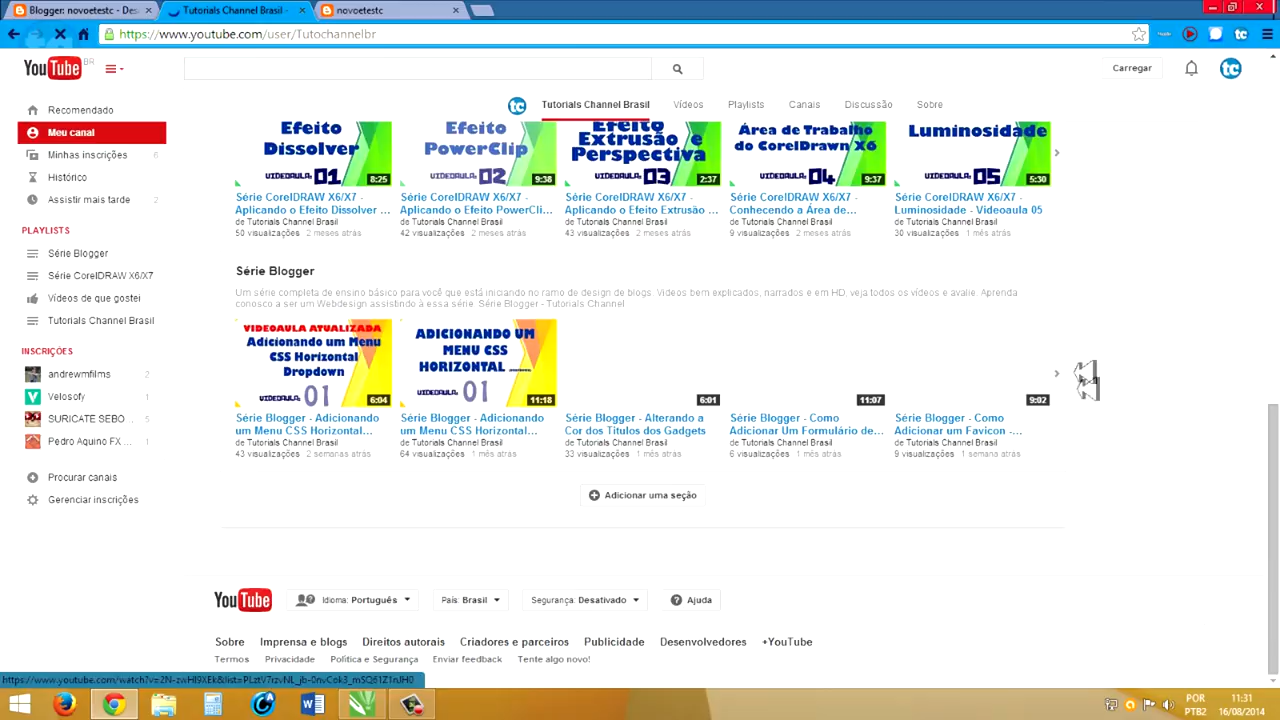 Blogger: novoetestc - Des
Tutorials Channel Brasil -
novoetestc
https://www.youtube.com/user/Tutochannelbr
YouTube BR
Carregar
tc
Tutorials Channel Brasil
Vídeos
Playlists
Canais
Discussão
Sobre
Recomendado
Meu canal
Minhas inscrições 6
Histórico
Assistir mais tarde 2
PLAYLISTS
Série Blogger
Série CorelDRAW X6/X7
Vídeos de que gostei
Tutorials Channel Brasil
INSCRIÇÕES
andrewmfilms 2
Velosofy 1
SURICATE SEBO... 5
Pedro Aquino FX ... 1
Procurar canais
Gerenciar inscrições
Efeito
Dissolver
VIDEOAULA 01
8:25
Série CorelDRAW X6/X7 -
Aplicando o Efeito Dissolver ...
de Tutorials Channel Brasil
50 visualizações 2 meses atrás
Efeito
PowerClip
VIDEOAULA 02
9:38
Série CorelDRAW X6/X7 -
Aplicando o Efeito PowerCli...
de Tutorials Channel Brasil
42 visualizações 2 meses atrás
Efeito
Extrusão e
Perspectiva
VIDEOAULA 03
2:37
Série CorelDRAW X6/X7 -
Aplicando o Efeito Extrusão ...
de Tutorials Channel Brasil
43 visualizações 2 meses atrás
Área de Trabalho
do CorelDrawn X6
VIDEOAULA 04
9:37
Série CorelDRAW X6/X7 -
Conhecendo a Área de...
de Tutorials Channel Brasil
9 visualizações 2 meses atrás
Luminosidade
VIDEOAULA 05
5:30
Série CorelDRAW X6/X7 -
Luminosidade - Videoaula 05
de Tutorials Channel Brasil
30 visualizações 1 mês atrás
Série Blogger
Um série completa de ensino básico para você que está iniciando no ramo de design de blogs. Vídeos bem explicados, narrados e em HD, veja todos os vídeos e avalie. Aprenda
conosco a ser um Webdesign assistindo à essa série: Série Blogger - Tutorials Channel
VIDEOAULA ATUALIZADA
Adicionando um Menu
CSS Horizontal
Dropdown
VIDEOAULA 01
6:04
Série Blogger - Adicionando
um Menu CSS Horizontal...
de Tutorials Channel Brasil
43 visualizações 2 semanas atrás
ADICIONANDO UM
MENU CSS
HORIZONTAL
VIDEOAULA 01
11:18
Série Blogger - Adicionando
um Menu CSS Horizontal...
de Tutorials Channel Brasil
64 visualizações 1 mês atrás
6:01
Série Blogger - Alterando a
Cor dos Títulos dos Gadgets
de Tutorials Channel Brasil
33 visualizações 1 mês atrás
11:07
Série Blogger - Como
Adicionar Um Formulário de...
de Tutorials Channel Brasil
6 visualizações 1 mês atrás
9:02
Série Blogger - Como
Adicionar um Favicon -...
de Tutorials Channel Brasil
9 visualizações 1 semana atrás
Adicionar uma seção
YouTube
Idioma: Português
País: Brasil
Segurança: Desativado
Ajuda
Sobre
Imprensa e blogs
Direitos autorais
Criadores e parceiros
Publicidade
Desenvolvedores
+YouTube
Termos
Privacidade
Política e Segurança
Enviar feedback
Tente algo novo!
POR
PTB2
11:31
16/08/2014